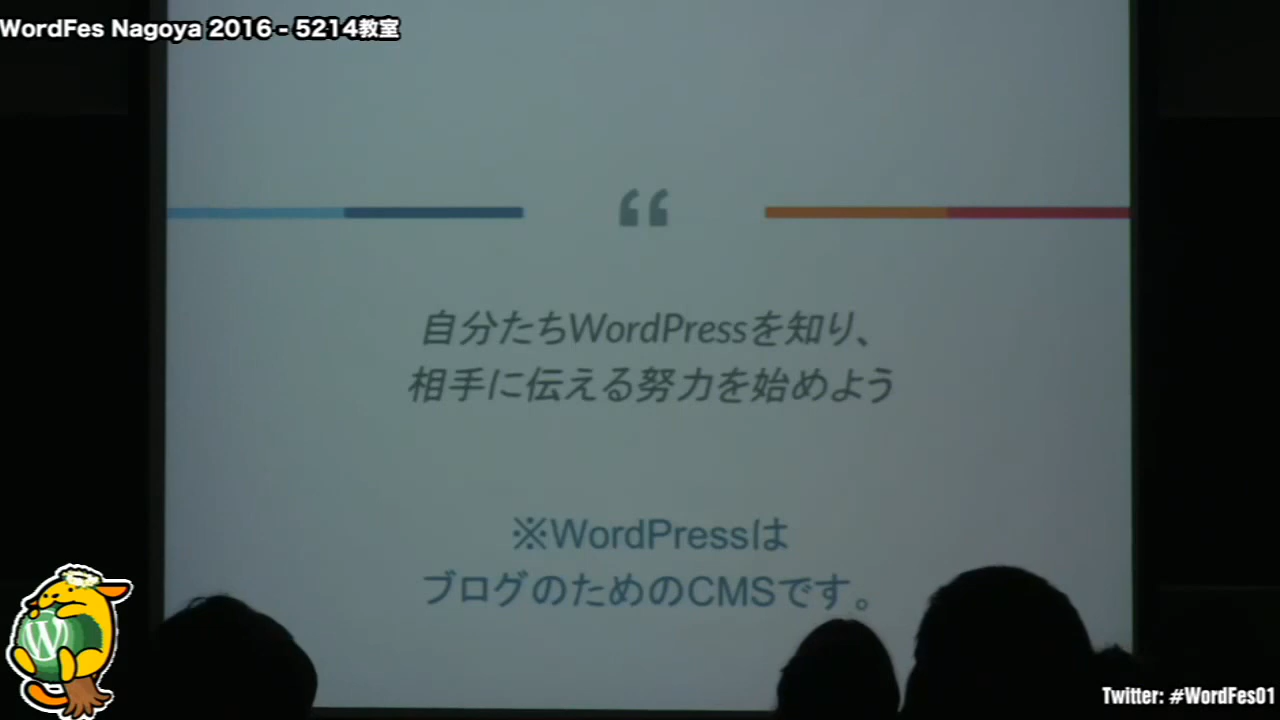 WordFes Nagoya 2016 - 5214教室
“
自分たちWordPressを知り、
相手に伝える努力を始めよう
※WordPressは
ブログのためのCMSです。
W
Twitter: #WordFes01